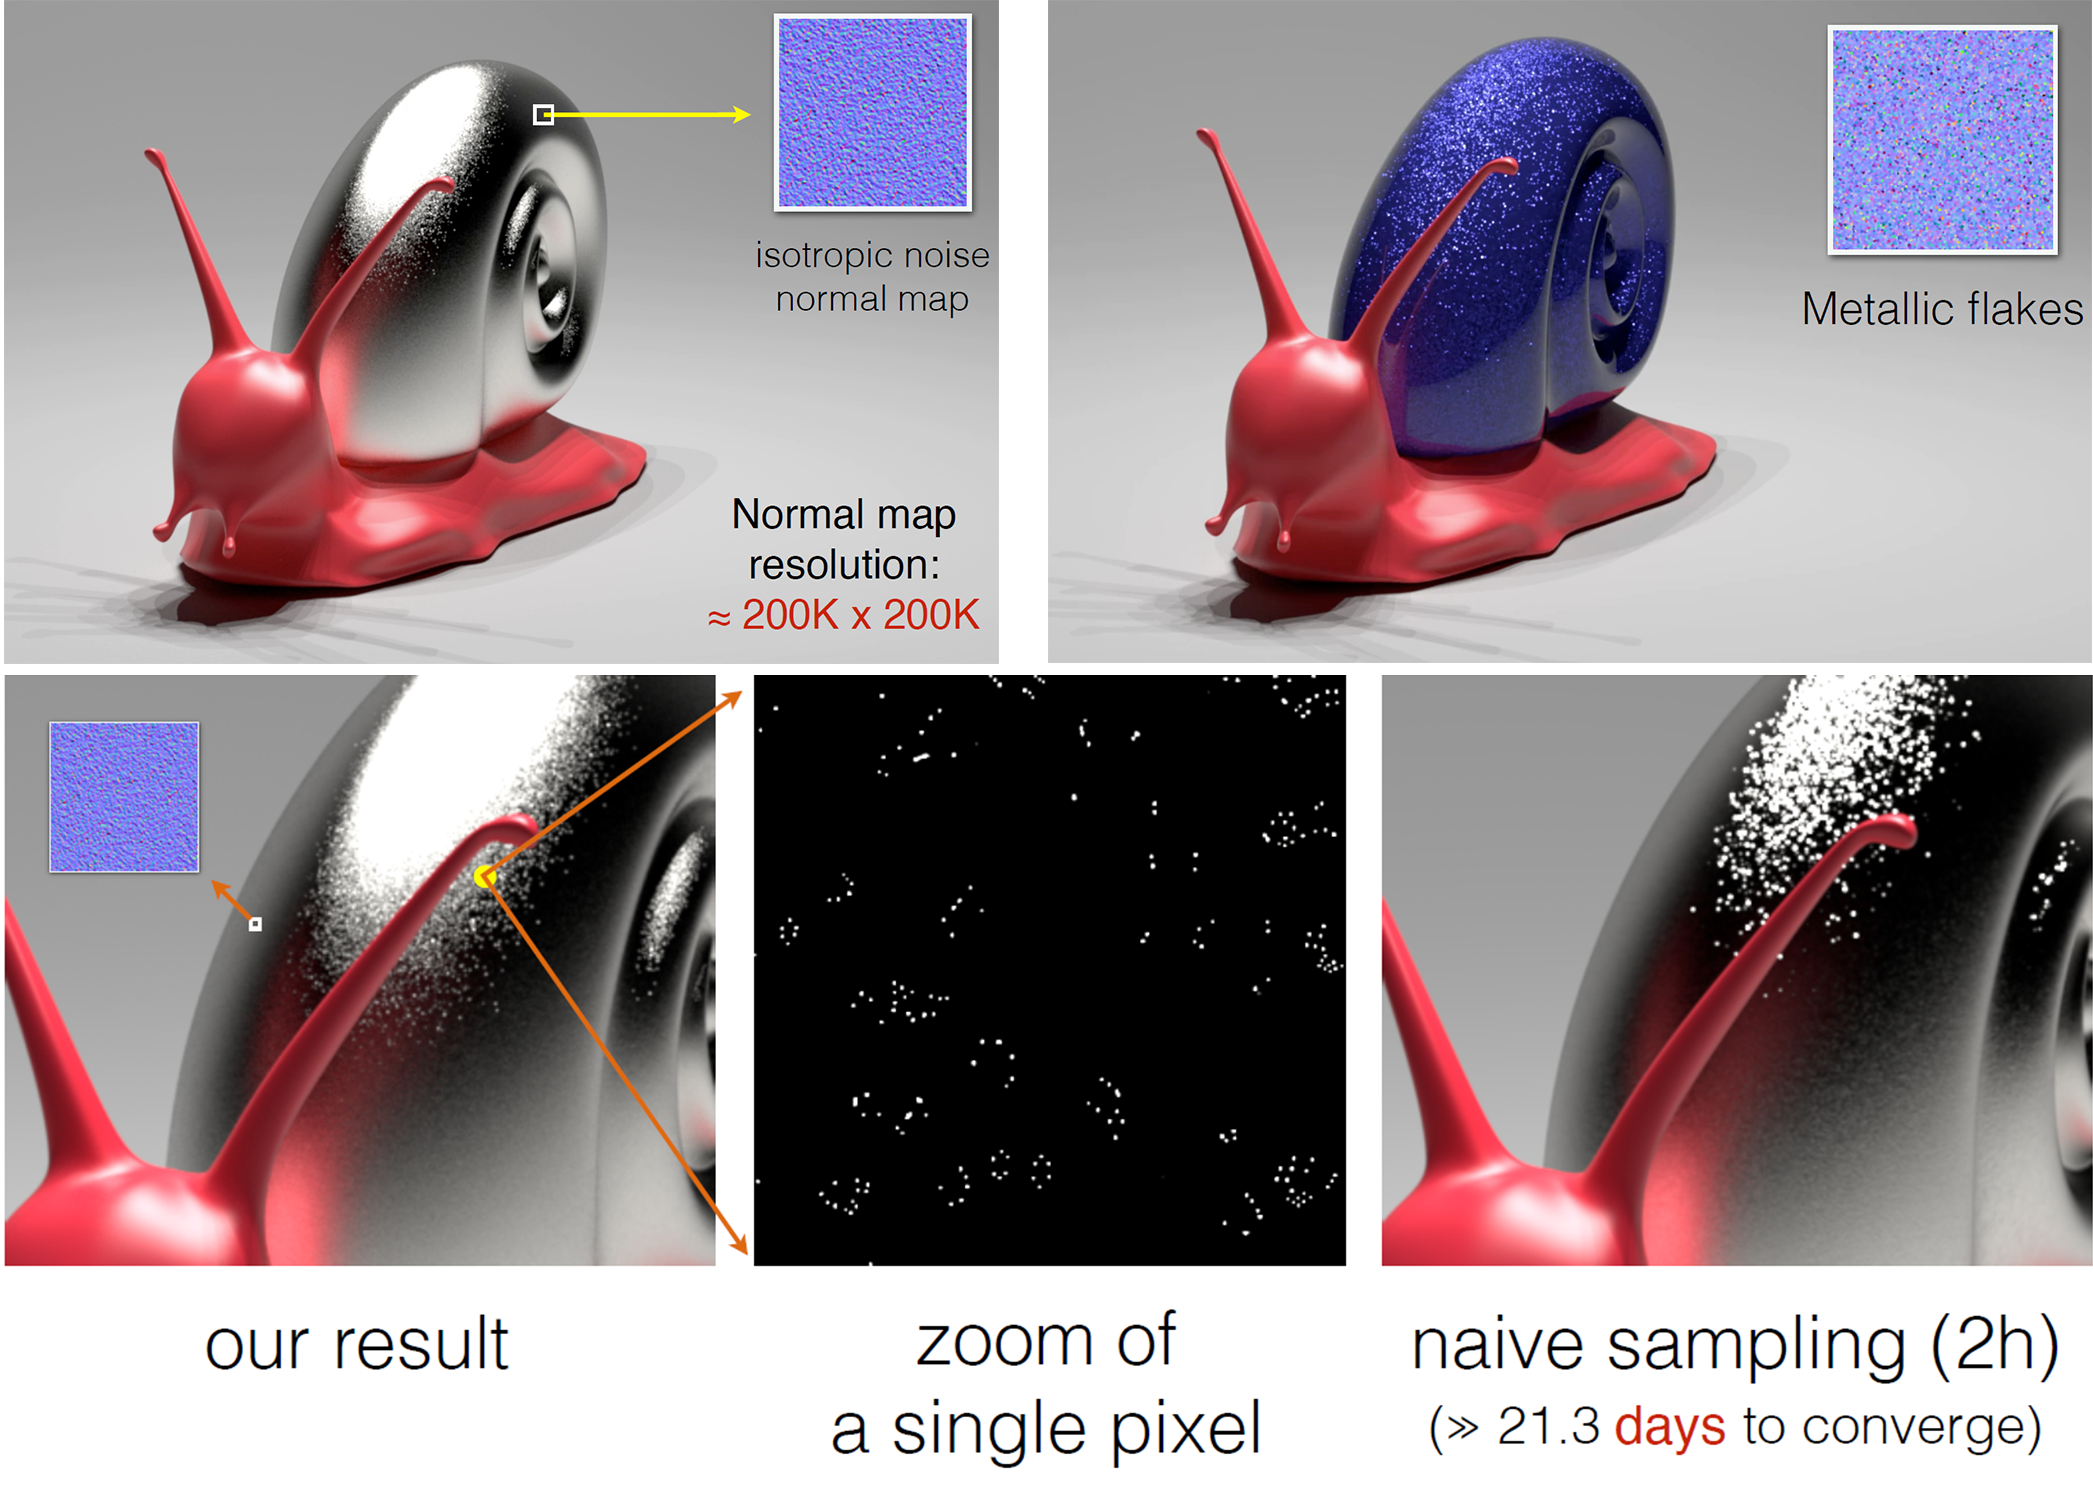 isotropic noise
normal map
Normal map
resolution:
≈ 200K x 200K
Metallic flakes
our result
zoom of
a single pixel
naive sampling (2h)
(≫ 21.3 days to converge)